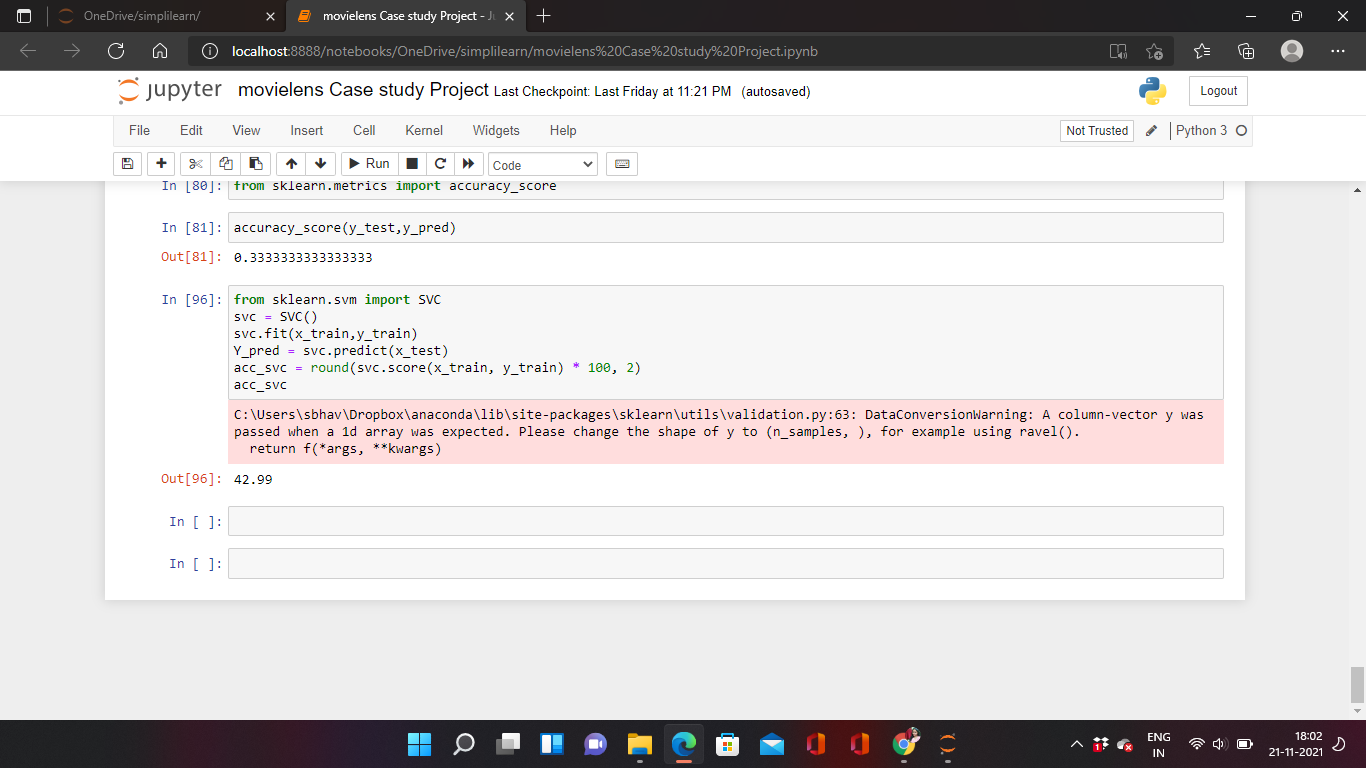 OneDrive/simplilearn/
movielens Case study Project - Ju
localhost:8888/notebooks/OneDrive/simplilearn/movielens%20Case%20study%20Project.ipynb
jupyter movielens Case study Project Last Checkpoint: Last Friday at 11:21 PM (autosaved)
Logout
File Edit View Insert Cell Kernel Widgets Help
Not Trusted
Python 3
Run
Code
In [80]: from sklearn.metrics import accuracy_score
In [81]: accuracy_score(y_test,y_pred)
Out[81]: 0.3333333333333333
In [96]: from sklearn.svm import SVC
svc = SVC()
svc.fit(x_train,y_train)
Y_pred = svc.predict(x_test)
acc_svc = round(svc.score(x_train, y_train) * 100, 2)
acc_svc
C:\Users\sbhav\Dropbox\anaconda\lib\site-packages\sklearn\utils\validation.py:63: DataConversionWarning: A column-vector y was
passed when a 1d array was expected. Please change the shape of y to (n_samples, ), for example using ravel().
return f(*args, **kwargs)
Out[96]: 42.99
In [ ]:
In [ ]:
1
ENG
IN
18:02
21-11-2021